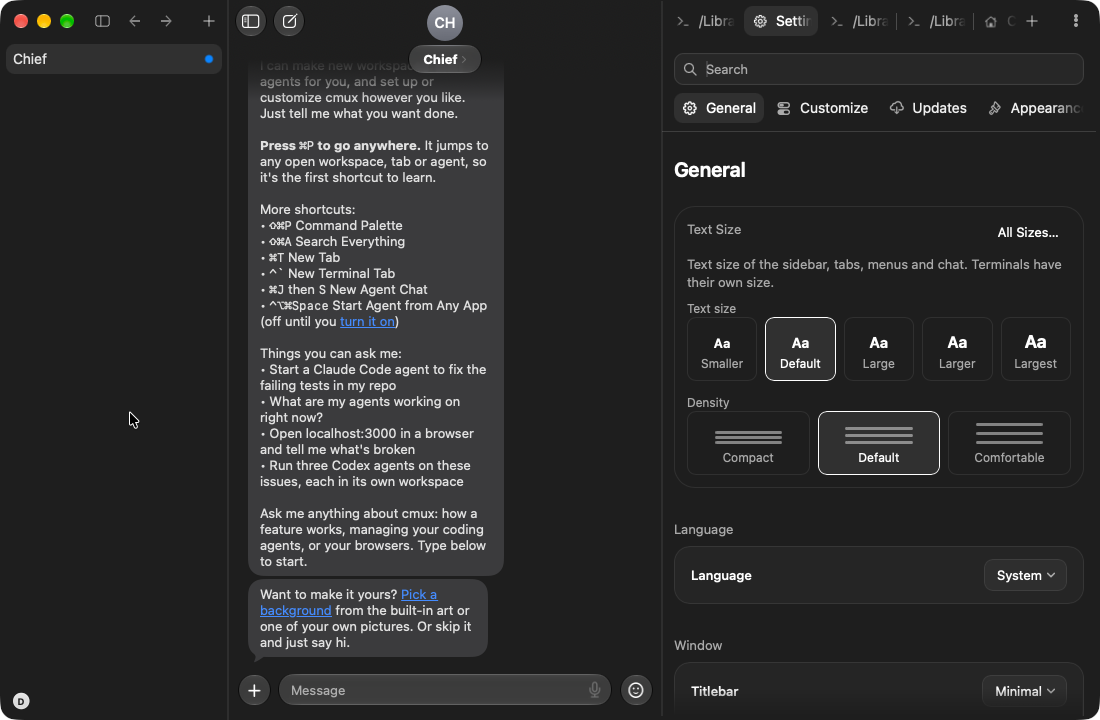 CH
Chief
Chief
I can make new workspac
agents for you, and set up or
customize cmux however you like.
Just tell me what you want done.
Press ⌘P to go anywhere. It jumps to
any open workspace, tab or agent, so
it's the first shortcut to learn.
More shortcuts:
• ⇧⌘P Command Palette
• ⇧⌘A Search Everything
• ⌘T New Tab
• ^` New Terminal Tab
• ⌘J then S New Agent Chat
• ^⌥⌘Space Start Agent from Any App
(off until you turn it on)
Things you can ask me:
• Start a Claude Code agent to fix the
failing tests in my repo
• What are my agents working on
right now?
• Open localhost:3000 in a browser
and tell me what's broken
• Run three Codex agents on these
issues, each in its own workspace
Ask me anything about cmux: how a
feature works, managing your coding
agents, or your browsers. Type below
to start.
Want to make it yours? Pick a
background from the built-in art or
one of your own pictures. Or skip it
and just say hi.
Message
D
/Libra
Settir
/Libra
/Libra
Search
General
Customize
Updates
Appearanc
General
Text Size
All Sizes...
Text size of the sidebar, tabs, menus and chat. Terminals have
their own size.
Text size
Aa Aa Aa Aa Aa
Smaller Default Large Larger Largest
Density
Compact Default Comfortable
Language
Language
System
Window
Titlebar
Minimal